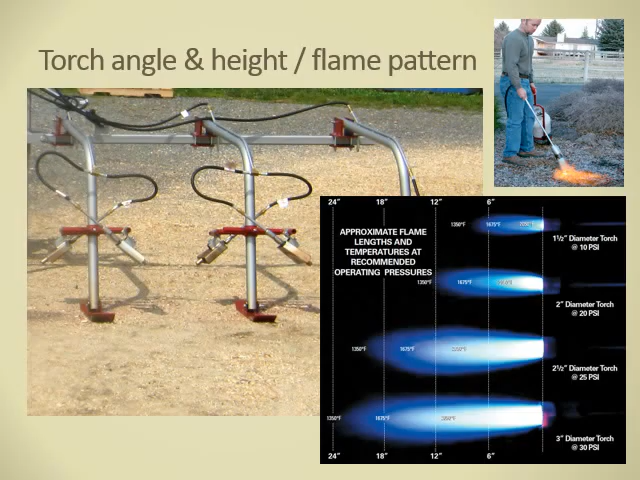 Torch angle & height / flame pattern
24" 18" 12" 6"
APPROXIMATE FLAME
LENGTHS AND
TEMPERATURES AT
RECOMMENDED
OPERATING PRESSURES
1350°F 1675°F
1½" Diameter Torch
@ 10 PSI
1350°F 1675°F
2" Diameter Torch
@ 20 PSI
1350°F 1675°F
2½" Diameter Torch
@ 25 PSI
1350°F 1675°F
3" Diameter Torch
@ 30 PSI
24" 18" 12" 6"